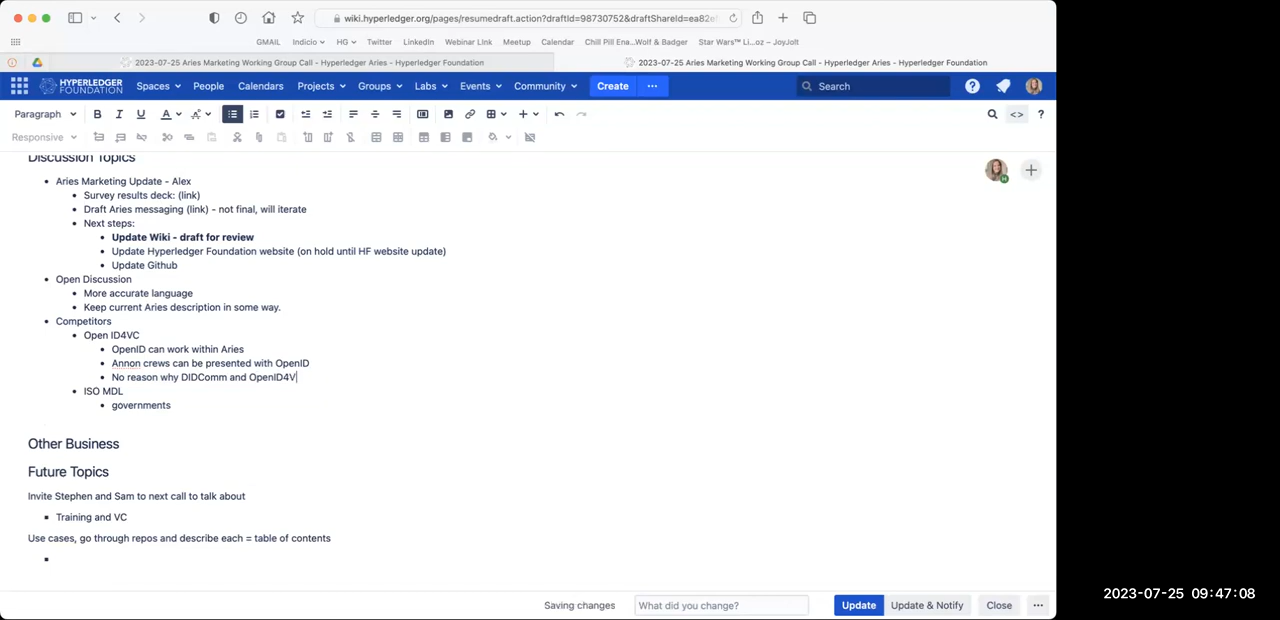 wiki.hyperledger.org/pages/resumedraft.action?draftId=98730752&draftShareId=ea82e
GMAIL Indicio HG Twitter LinkedIn Webinar Link Meetup Calendar Chill Pill Ena...Wolf & Badger Star Wars™ Li...oz – JoyJolt
2023-07-25 Aries Marketing Working Group Call - Hyperledger Aries - Hyperledger Foundation 2023-07-25 Aries Marketing Working Group Call - Hyperledger Aries - Hyperledger Foundation
HYPERLEDGER FOUNDATION Spaces People Calendars Projects Groups Labs Events Community Create ... Search ?
Paragraph B I U A <> ?
Responsive
Discussion Topics
Aries Marketing Update - Alex
Survey results deck: (link)
Draft Aries messaging (link) - not final, will iterate
Next steps:
Update Wiki - draft for review
Update Hyperledger Foundation website (on hold until HF website update)
Update Github
Open Discussion
More accurate language
Keep current Aries description in some way.
Competitors
Open ID4VC
OpenID can work within Aries
Annon crews can be presented with OpenID
No reason why DIDComm and OpenID4V
ISO MDL
governments
Other Business
Future Topics
Invite Stephen and Sam to next call to talk about
Training and VC
Use cases, go through repos and describe each = table of contents
Saving changes What did you change? Update Update & Notify Close ...
2023-07-25 09:47:08